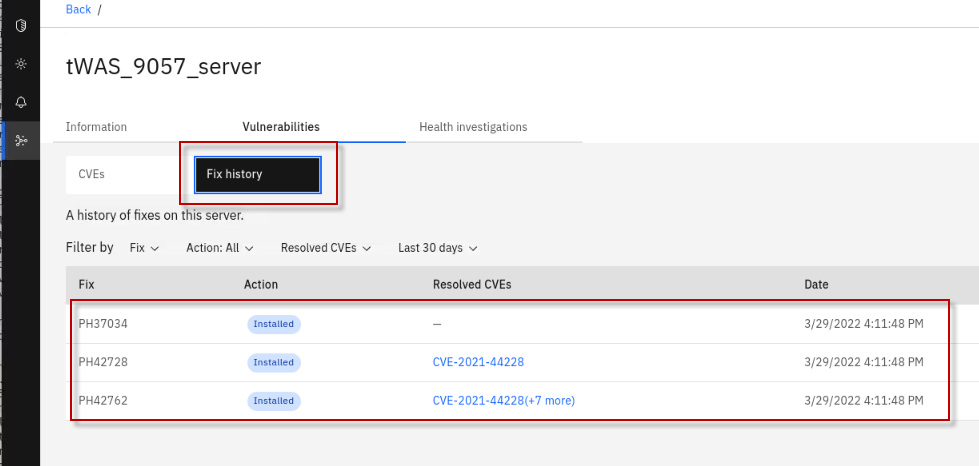 Back /
tWAS_9057_server
Information Vulnerabilities Health investigations
CVEs Fix history
A history of fixes on this server.
Filter by Fix Action: All Resolved CVEs Last 30 days
Fix Action Resolved CVEs Date
PH37034 Installed — 3/29/2022 4:11:48 PM
PH42728 Installed CVE-2021-44228 3/29/2022 4:11:48 PM
PH42762 Installed CVE-2021-44228(+7 more) 3/29/2022 4:11:48 PM